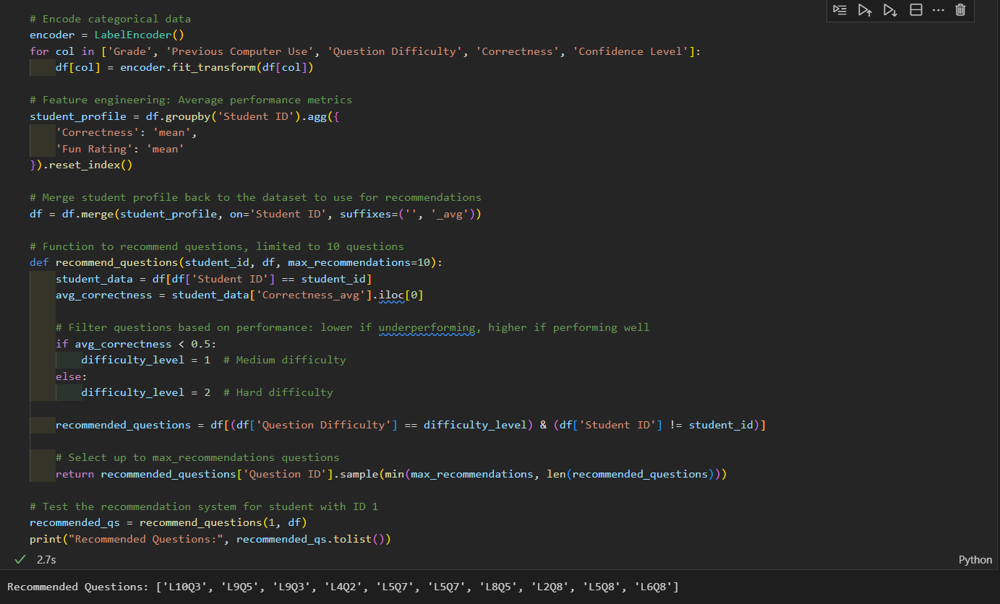 # Encode categorical data
encoder = LabelEncoder()
for col in ['Grade', 'Previous Computer Use', 'Question Difficulty', 'Correctness', 'Confidence Level']:
    df[col] = encoder.fit_transform(df[col])
# Feature engineering: Average performance metrics
student_profile = df.groupby('Student ID').agg({
    'Correctness': 'mean',
    'Fun Rating': 'mean'
}).reset_index()
# Merge student profile back to the dataset to use for recommendations
df = df.merge(student_profile, on='Student ID', suffixes=('', '_avg'))
# Function to recommend questions, limited to 10 questions
def recommend_questions(student_id, df, max_recommendations=10):
    student_data = df[df['Student ID'] == student_id]
    avg_correctness = student_data['Correctness_avg'].iloc[0]
    # Filter questions based on performance: lower if underperforming, higher if performing well
    if avg_correctness < 0.5:
        difficulty_level = 1  # Medium difficulty
    else:
        difficulty_level = 2  # Hard difficulty
    recommended_questions = df[(df['Question Difficulty'] == difficulty_level) & (df['Student ID'] != student_id)]
    # Select up to max_recommendations questions
    return recommended_questions['Question ID'].sample(min(max_recommendations, len(recommended_questions)))
# Test the recommendation system for student with ID 1
recommended_qs = recommend_questions(1, df)
print("Recommended Questions:", recommended_qs.tolist())
2.7s
Python
Recommended Questions: ['L10Q3', 'L9Q5', 'L9Q3', 'L4Q2', 'L5Q7', 'L5Q7', 'L8Q5', 'L2Q8', 'L5Q8', 'L6Q8']